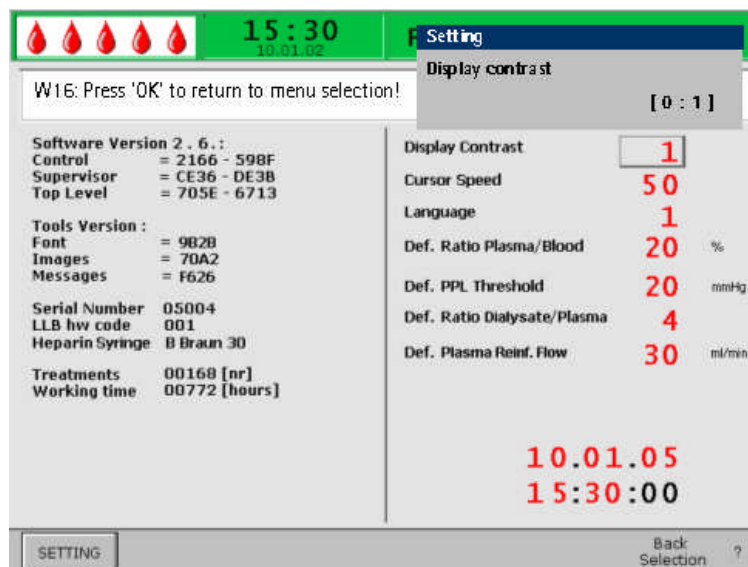 15:30
10.01.02
Setting
Display contrast
[0:1]
W16: Press 'OK' to return to menu selection!
Software Version 2 . 6 . :
Control = 2166 - 598F
Supervisor = CE36 - DE3B
Top Level = 705E - 6713
Tools Version :
Font = 9B2B
Images = 70A2
Messages = F626
Serial Number 05004
LLB hw code 001
Heparin Syringe B Braun 30
Treatments 00168 [nr]
Working time 00772 [hours]
Display Contrast 1
Cursor Speed 50
Language 1
Def. Ratio Plasma/Blood 20 %
Def. PPL Threshold 20 mmHg
Def. Ratio Dialysate/Plasma 4
Def. Plasma Reinf. Flow 30 ml/min
10.01.05
15:30:00
SETTING
Back
Selection ?